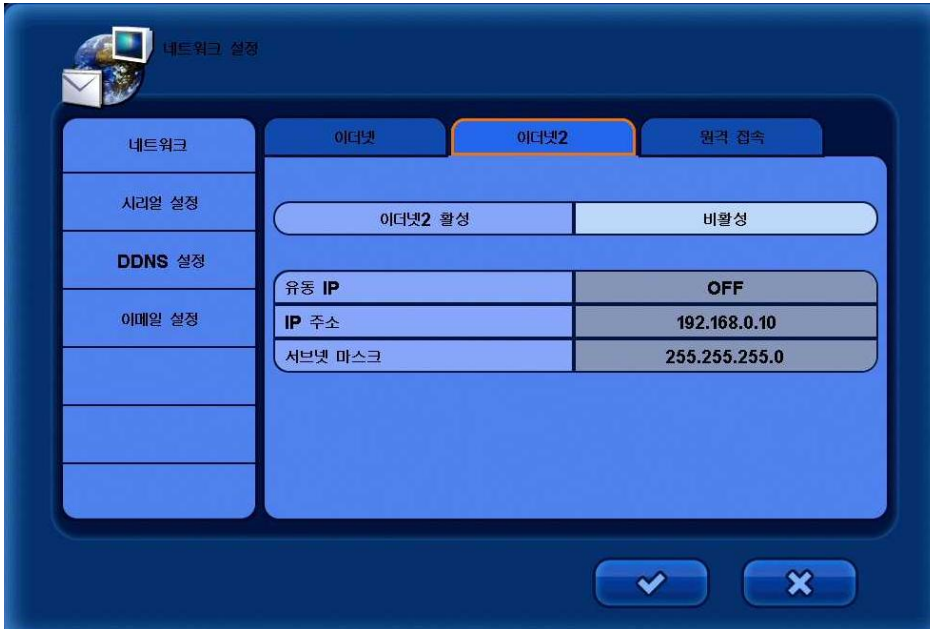 네트워크 설정
네트워크
시리얼 설정
DDNS 설정
이메일 설정
이더넷
이더넷2
원격 접속
이더넷2 활성
비활성
유동 IP
OFF
IP 주소
192.168.0.10
서브넷 마스크
255.255.255.0